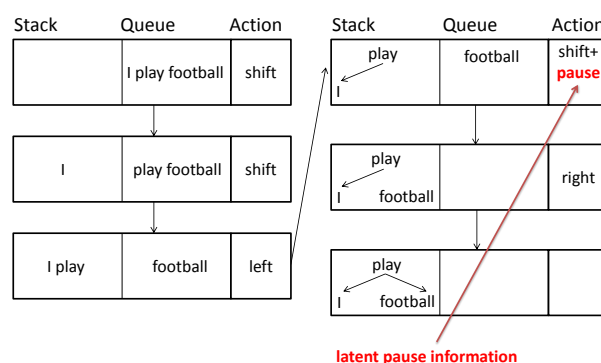 Stack Queue Action
I play football shift
I play football shift
I play football left
Stack Queue Action
play football shift+
I pause
play right
I football
play
I football
latent pause information